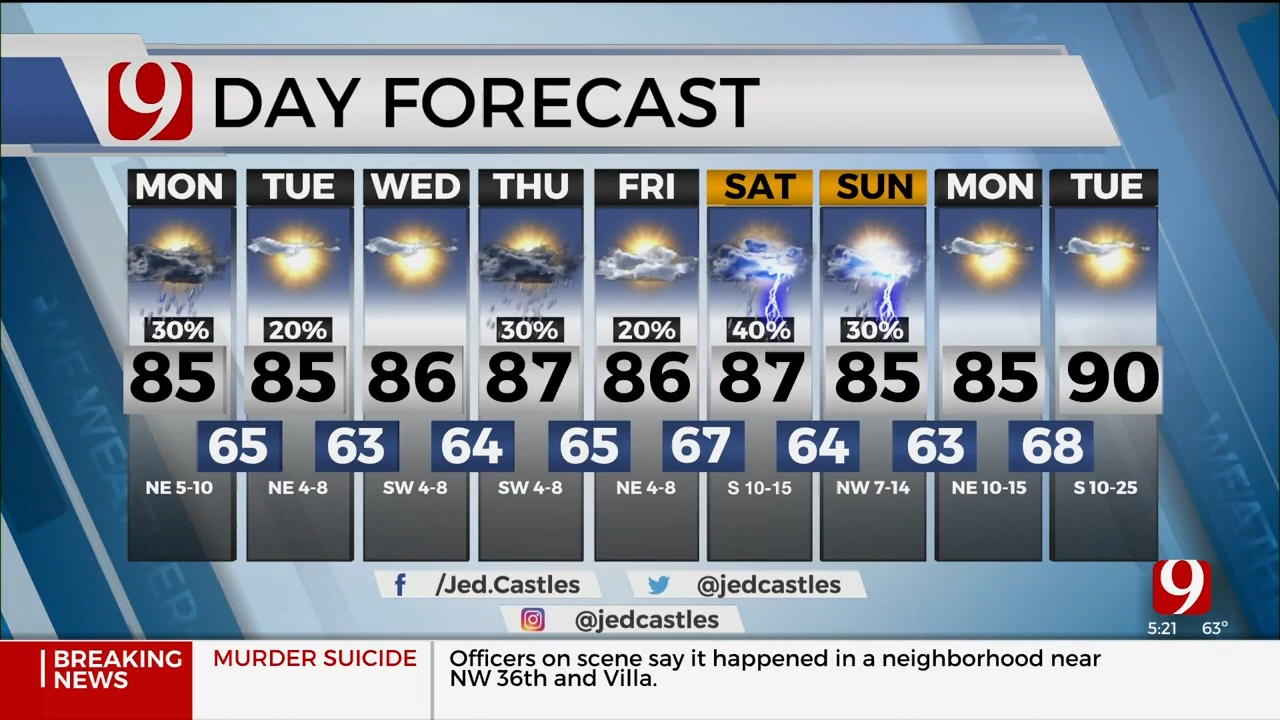 9 DAY FORECAST
MON TUE WED THU FRI SAT SUN MON TUE
30% 20% 30% 20% 40% 30%
85 85 86 87 86 87 85 85 90
65 63 64 65 67 64 63 68
NE 5-10 NE 4-8 SW 4-8 SW 4-8 NE 4-8 S 10-15 NW 7-14 NE 10-15 S 10-25
/Jed.Castles @jedcastles
@jedcastles
9
5:21 63°
BREAKING NEWS MURDER SUICIDE Officers on scene say it happened in a neighborhood near
NW 36th and Villa.